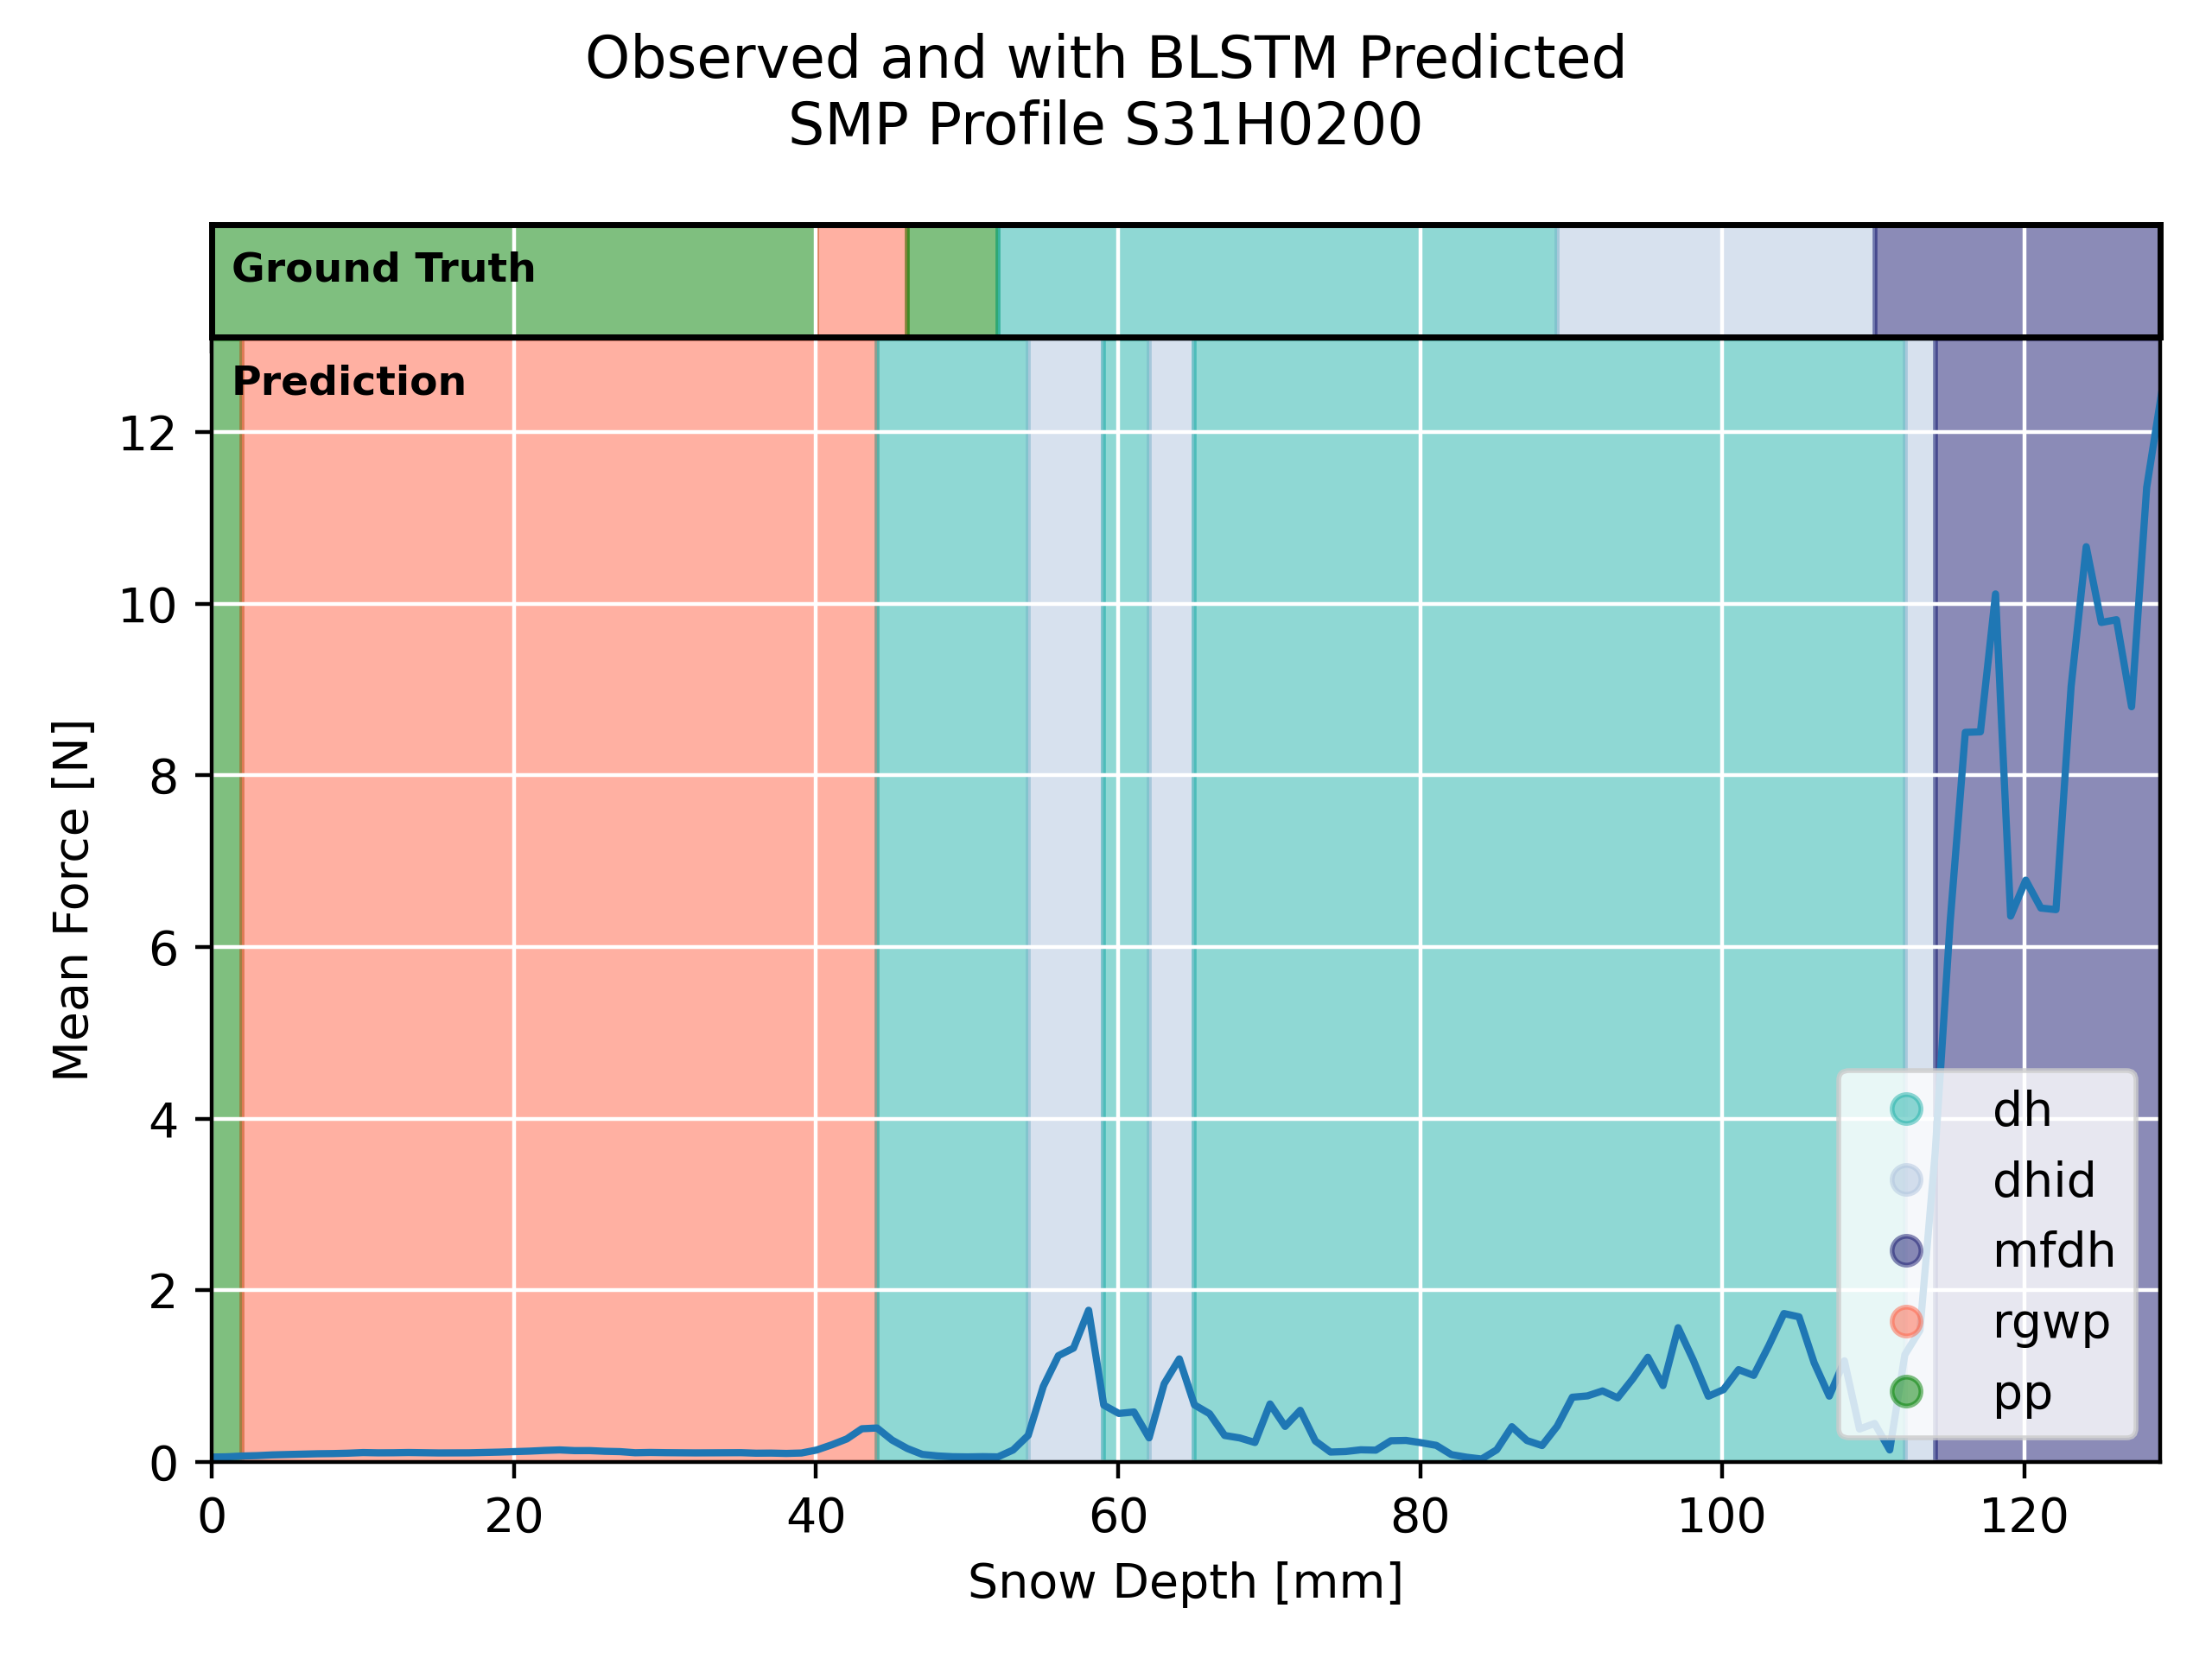 Observed and with BLSTM Predicted
SMP Profile S31H0200
Ground Truth
Prediction
12
10
8
6
4
2
0
Mean Force [N]
dh
dhid
mfdh
rgwp
pp
0 20 40 60 80 100 120
Snow Depth [mm]